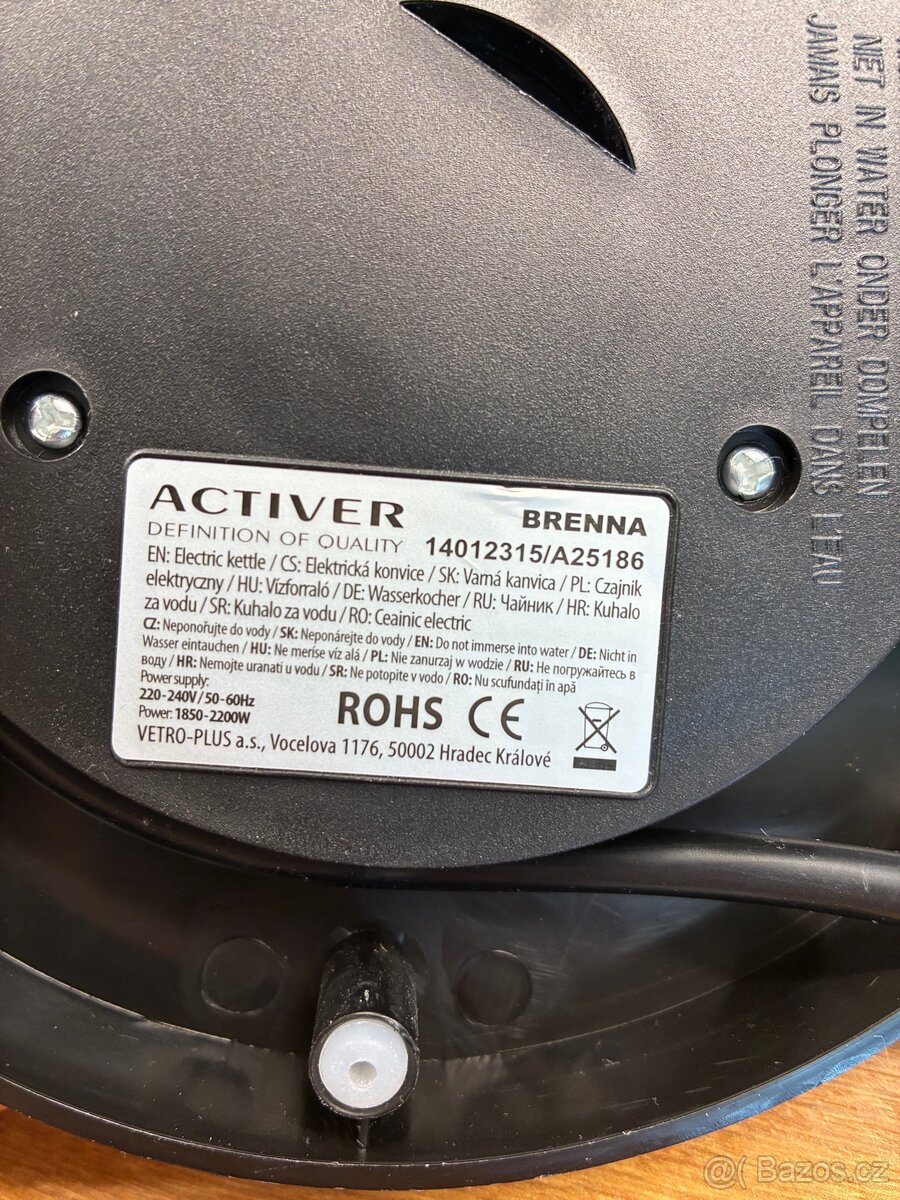 NET IN WATER ONDER DOMPELEN
JAMAIS PLONGER L'APPAREIL DANS L'EAU
ACTIVER
DEFINITION OF QUALITY
BRENNA
14012315/A25186
EN: Electric kettle / CS: Elektrická konvice / SK: Varná kanvica / PL: Czajnik
elektryczny / HU: Vízforraló / DE: Wasserkocher / RU: Чайник / HR: Kuhalo
za vodu / SR: Kuhalo za vodu / RO: Ceainic electric
CZ: Neponořujte do vody / SK: Neponárejte do vody / EN: Do not immerse into water / DE: Nicht in
Wasser eintauchen / HU: Ne meríse víz alá / PL: Nie zanurzaj w wodzie / RU: Не погружайтесь в
воду / HR: Nemojte uranati u vodu / SR: Ne potopite v vodo / RO: Nu scufundați in apă
Power supply:
220-240V/50-60Hz
Power: 1850-2200W
ROHS CE
VETRO-PLUS a.s., Vocelova 1176, 50002 Hradec Králové
@( Bazos.cz